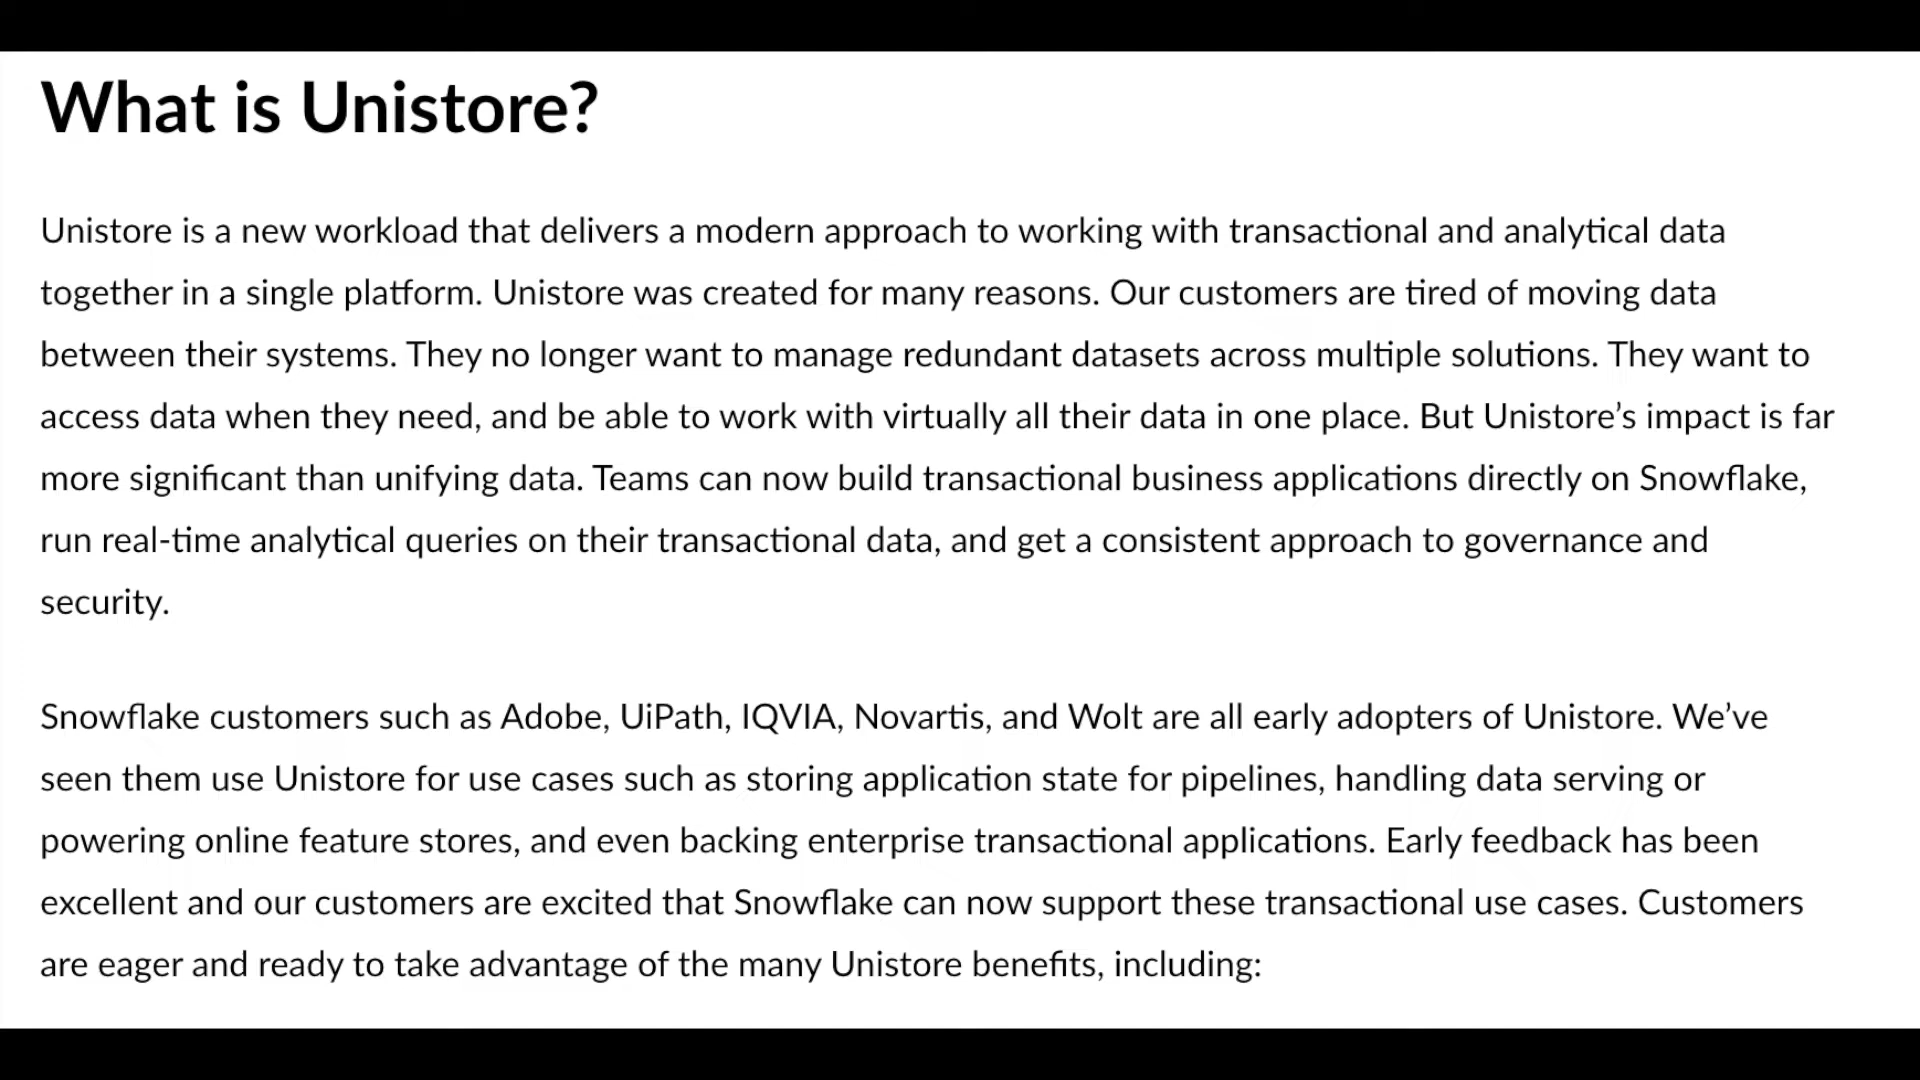 What is Unistore?
Unistore is a new workload that delivers a modern approach to working with transactional and analytical data
together in a single platform. Unistore was created for many reasons. Our customers are tired of moving data
between their systems. They no longer want to manage redundant datasets across multiple solutions. They want to
access data when they need, and be able to work with virtually all their data in one place. But Unistore’s impact is far
more significant than unifying data. Teams can now build transactional business applications directly on Snowflake,
run real-time analytical queries on their transactional data, and get a consistent approach to governance and
security.
Snowflake customers such as Adobe, UiPath, IQVIA, Novartis, and Wolt are all early adopters of Unistore. We’ve
seen them use Unistore for use cases such as storing application state for pipelines, handling data serving or
powering online feature stores, and even backing enterprise transactional applications. Early feedback has been
excellent and our customers are excited that Snowflake can now support these transactional use cases. Customers
are eager and ready to take advantage of the many Unistore benefits, including: